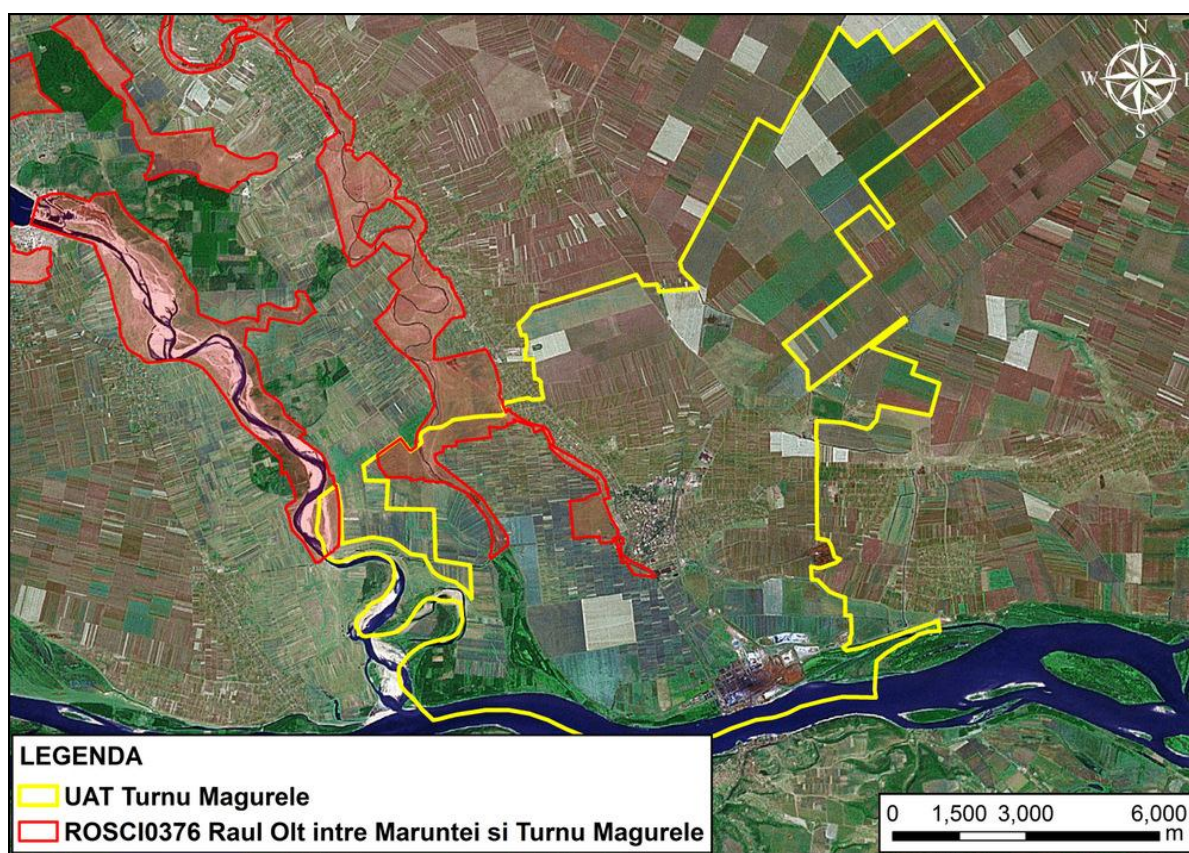 N
W E
S
LEGENDA
UAT Turnu Magurele
ROSCI0376 Raul Olt intre Maruntei si Turnu Magurele
0 1,500 3,000 6,000
m